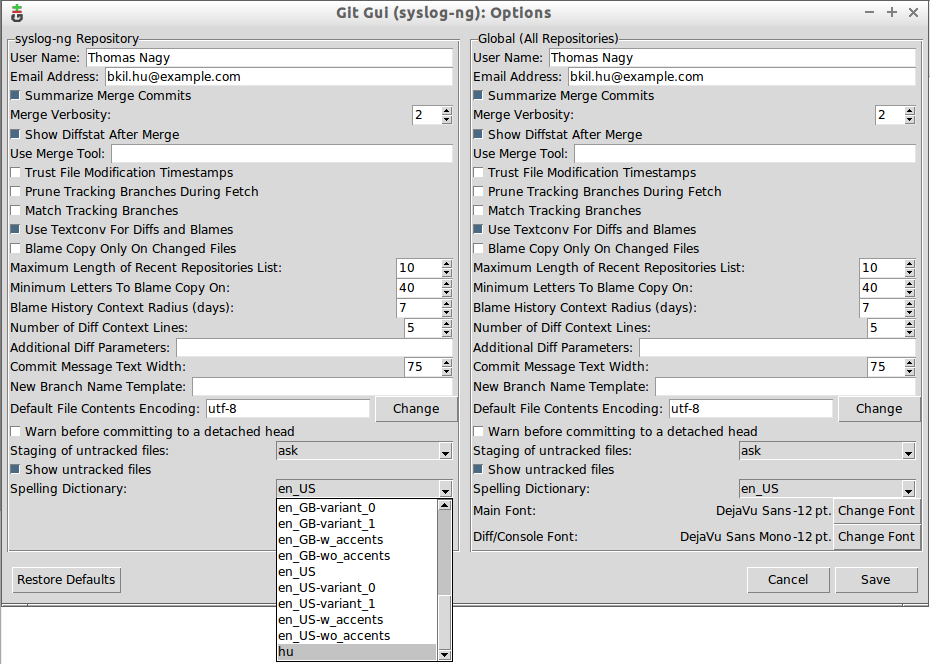 Git Gui (syslog-ng): Options
syslog-ng Repository
User Name: Thomas Nagy
Email Address: bkil.hu@example.com
Summarize Merge Commits
Merge Verbosity: 2
Show Diffstat After Merge
Use Merge Tool:
Trust File Modification Timestamps
Prune Tracking Branches During Fetch
Match Tracking Branches
Use Textconv For Diffs and Blames
Blame Copy Only On Changed Files
Maximum Length of Recent Repositories List: 10
Minimum Letters To Blame Copy On: 40
Blame History Context Radius (days): 7
Number of Diff Context Lines: 5
Additional Diff Parameters:
Commit Message Text Width: 75
New Branch Name Template:
Default File Contents Encoding: utf-8 Change
Warn before committing to a detached head
Staging of untracked files: ask
Show untracked files
Spelling Dictionary: en_US
en_GB-variant_0
en_GB-variant_1
en_GB-w_accents
en_GB-wo_accents
en_US
en_US-variant_0
en_US-variant_1
en_US-w_accents
en_US-wo_accents
hu
Global (All Repositories)
User Name: Thomas Nagy
Email Address: bkil.hu@example.com
Summarize Merge Commits
Merge Verbosity: 2
Show Diffstat After Merge
Use Merge Tool:
Trust File Modification Timestamps
Prune Tracking Branches During Fetch
Match Tracking Branches
Use Textconv For Diffs and Blames
Blame Copy Only On Changed Files
Maximum Length of Recent Repositories List: 10
Minimum Letters To Blame Copy On: 40
Blame History Context Radius (days): 7
Number of Diff Context Lines: 5
Additional Diff Parameters:
Commit Message Text Width: 75
New Branch Name Template:
Default File Contents Encoding: utf-8 Change
Warn before committing to a detached head
Staging of untracked files: ask
Show untracked files
Spelling Dictionary: en_US
Main Font: DejaVu Sans -12 pt. Change Font
Diff/Console Font: DejaVu Sans Mono -12 pt. Change Font
Restore Defaults Cancel Save